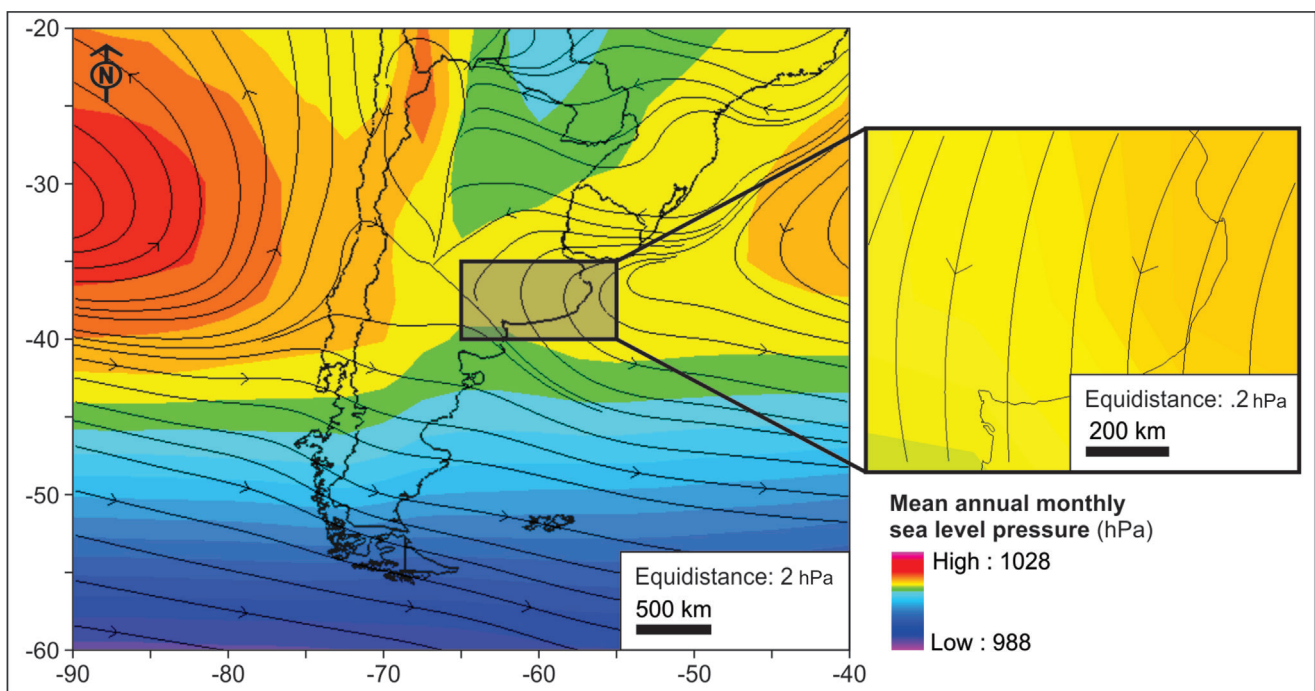 -20
N
-30
-40
-50
-60
-90
-80
-70
-60
-50
-40
Equidistance: 2 hPa
500 km
Equidistance: .2 hPa
200 km
Mean annual monthly
sea level pressure (hPa)
High : 1028
Low : 988